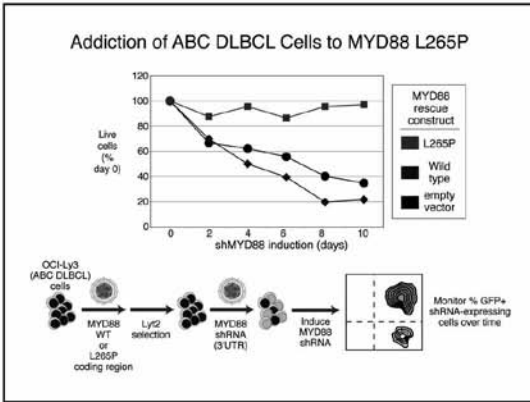 Addiction of ABC DLBCL Cells to MYD88 L265P
120
100
80
60
40
20
0
Live
cells
(%
day 0)
0 2 4 6 8 10
shMYD88 induction (days)
MYD88
rescue
construct
L265P
Wild
type
empty
vector
OCI-Ly3
(ABC DLBCL)
cells
MYD88
WT
or
L265P
coding region
Lyt2
selection
MYD88
shRNA
(3'UTR)
Induce
MYD88
shRNA
Monitor % GFP+
shRNA-expressing
cells over time